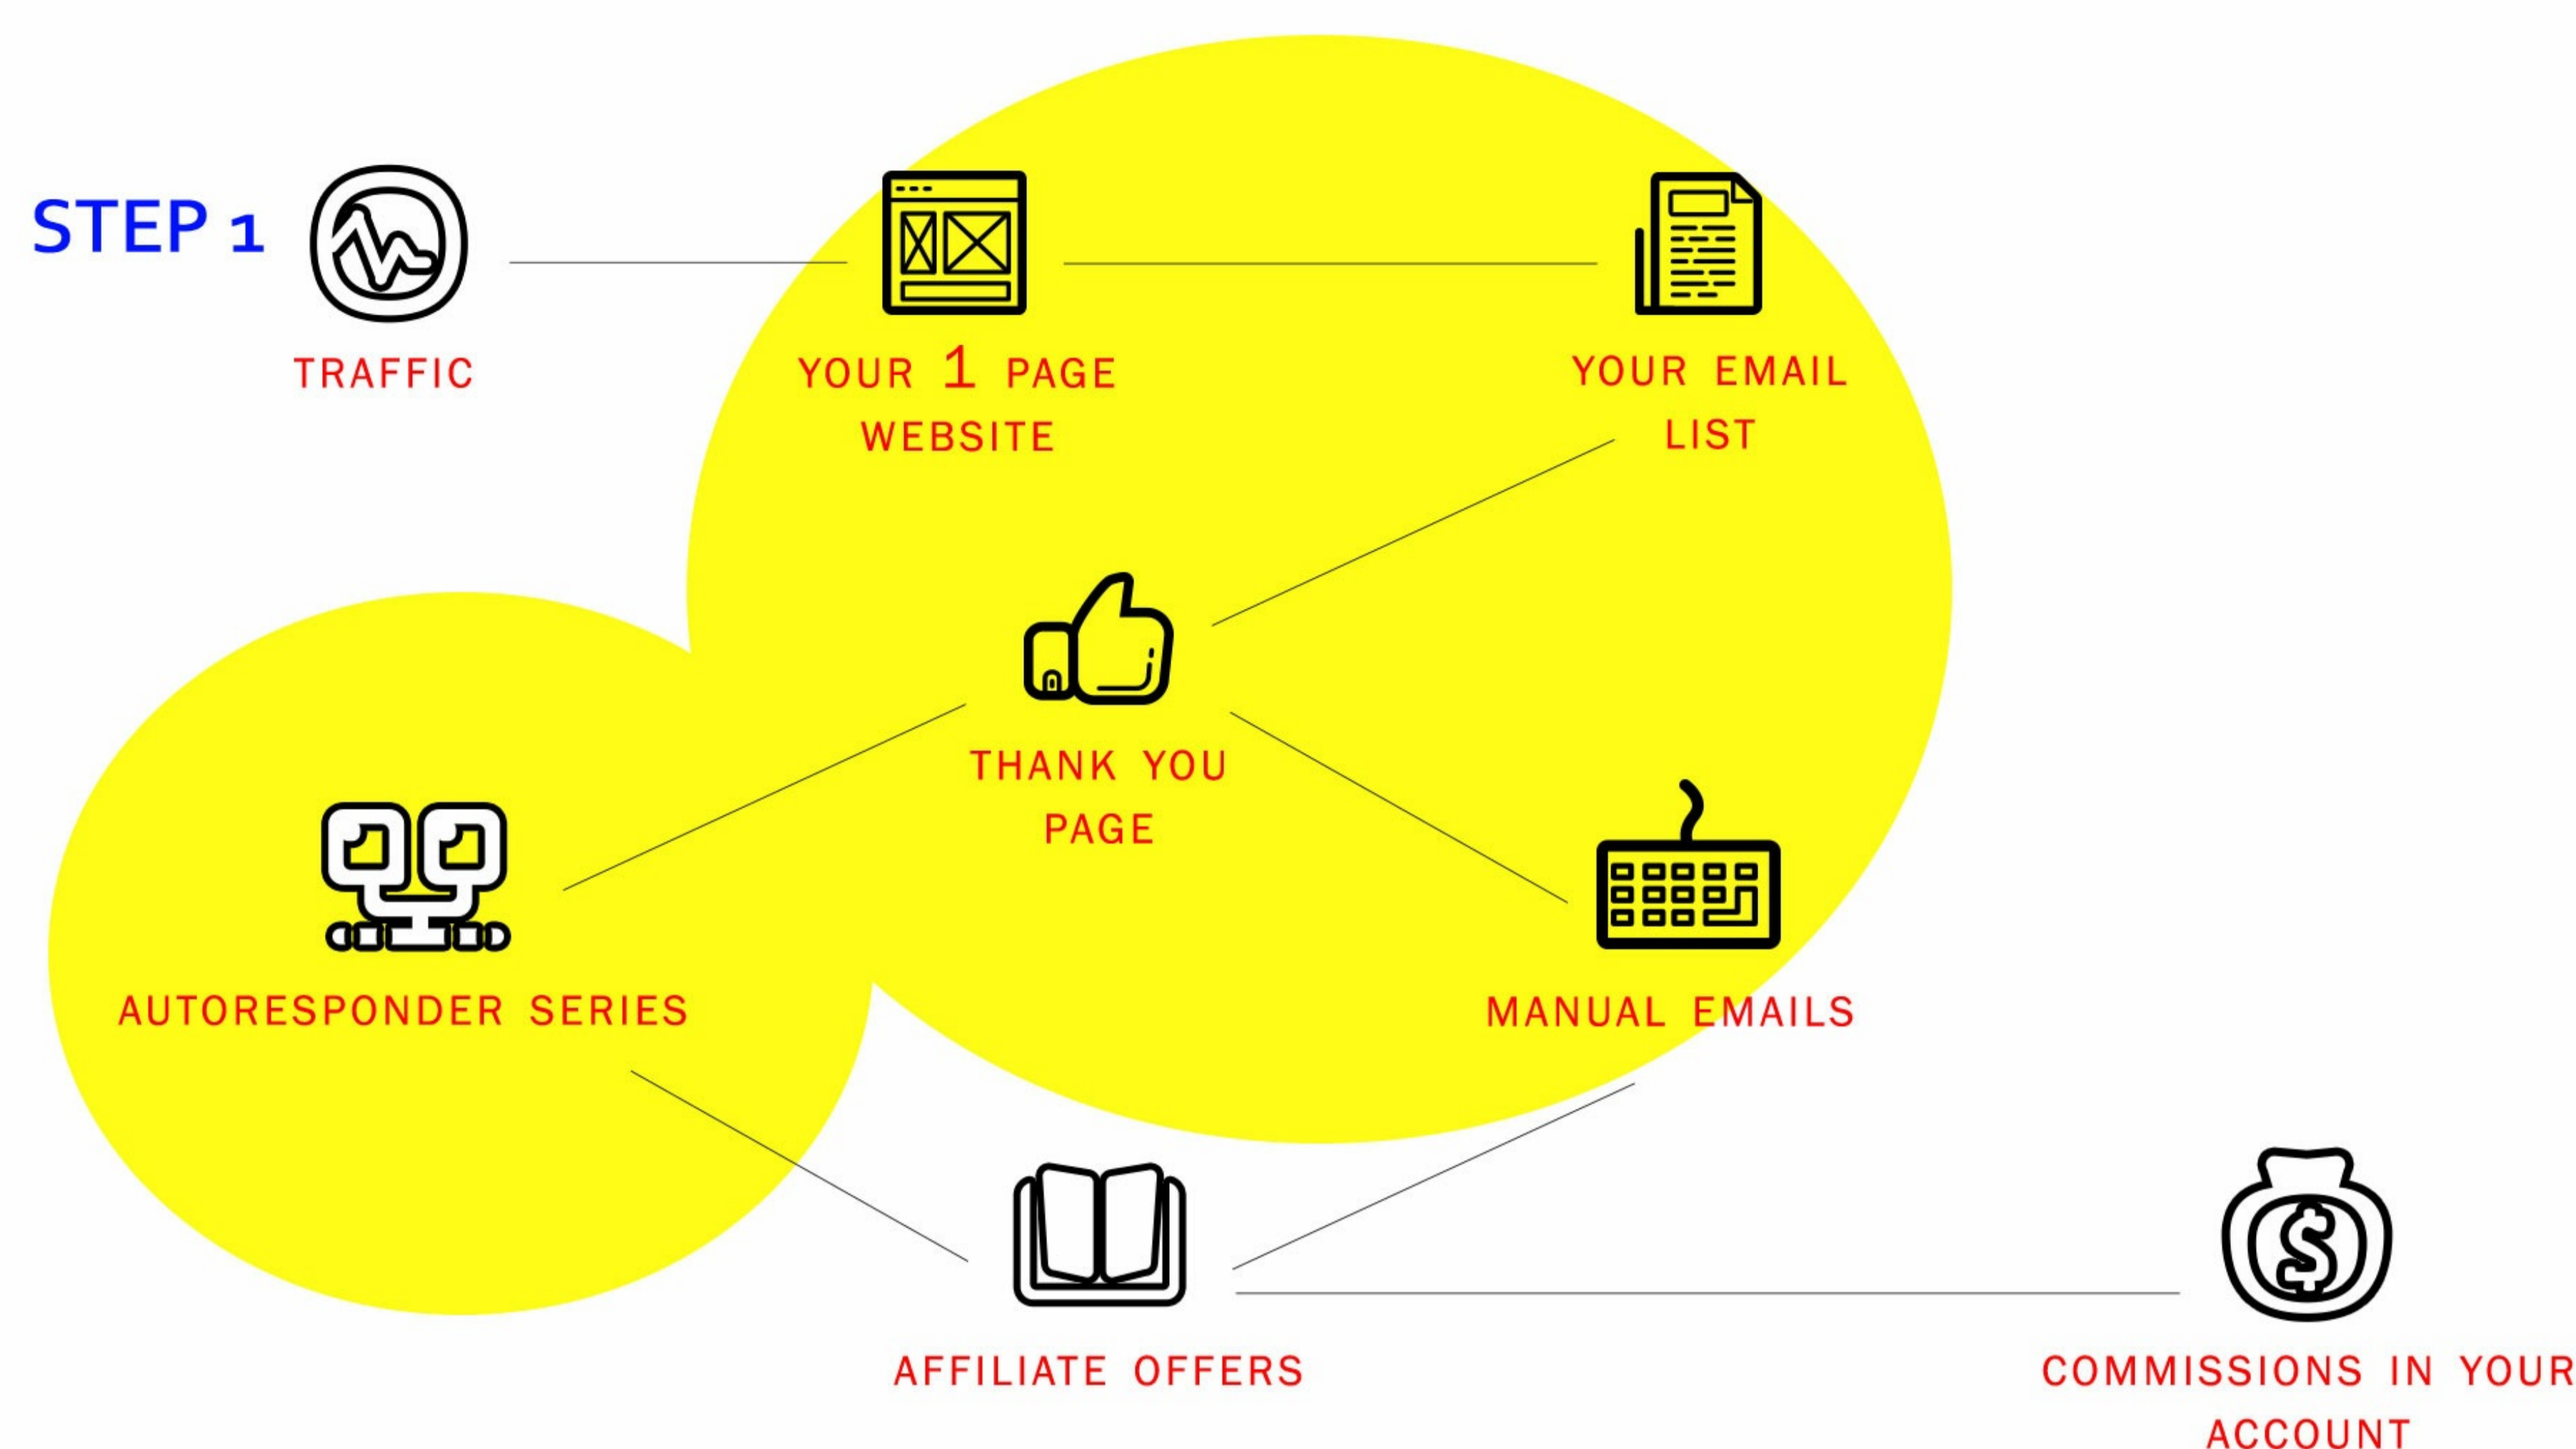 STEP 1
TRAFFIC
YOUR 1 PAGE
WEBSITE
YOUR EMAIL
LIST
THANK YOU
PAGE
AUTORESPONDER SERIES
MANUAL EMAILS
AFFILIATE OFFERS
COMMISSIONS IN YOUR
ACCOUNT